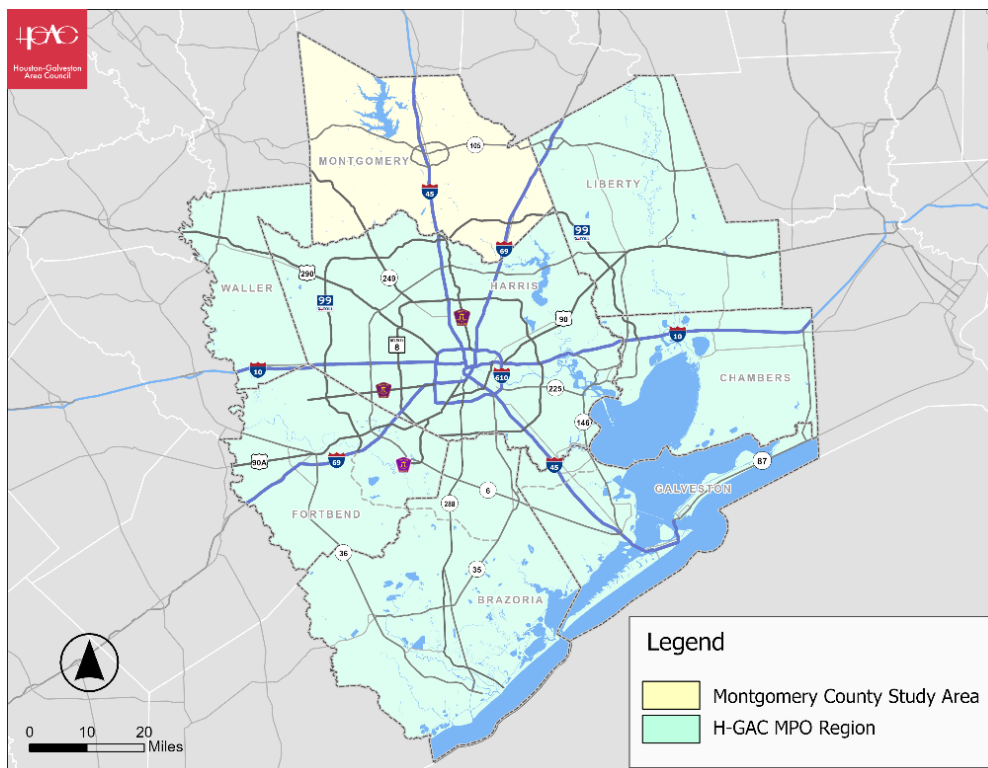 H-GAC
Houston-Galveston
Area Council
MONTGOMERY
105
45
LIBERTY
99
69
290
249
HARRIS
WALLER
99
90
8
10
10
610
CHAMBERS
225
146
90A
69
45
87
GALVESTON
6
288
FORTBEND
36
35
BRAZORIA
0 10 20
Miles
Legend
Montgomery County Study Area
H-GAC MPO Region